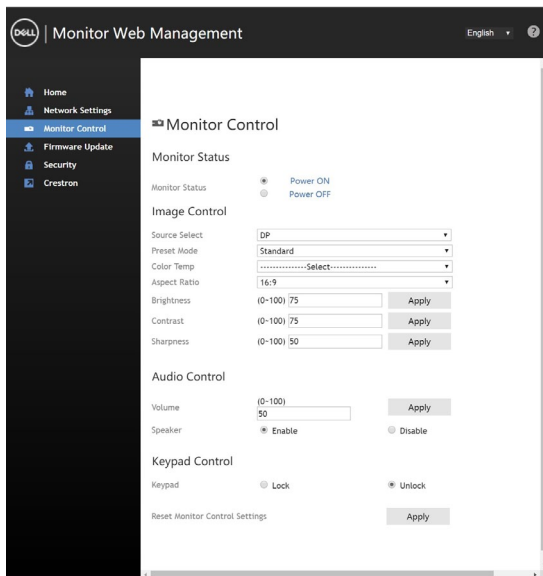 DELL | Monitor Web Management
English
?
Home
Network Settings
Monitor Control
Firmware Update
Security
Crestron
Monitor Control
Monitor Status
Monitor Status Power ON
Power OFF
Image Control
Source Select DP
Preset Mode Standard
Color Temp ---------------Select---------------
Aspect Ratio 16:9
Brightness (0~100) 75 Apply
Contrast (0~100) 75 Apply
Sharpness (0~100) 50 Apply
Audio Control
(0~100)
Volume 50 Apply
Speaker Enable Disable
Keypad Control
Keypad Lock Unlock
Reset Monitor Control Settings Apply